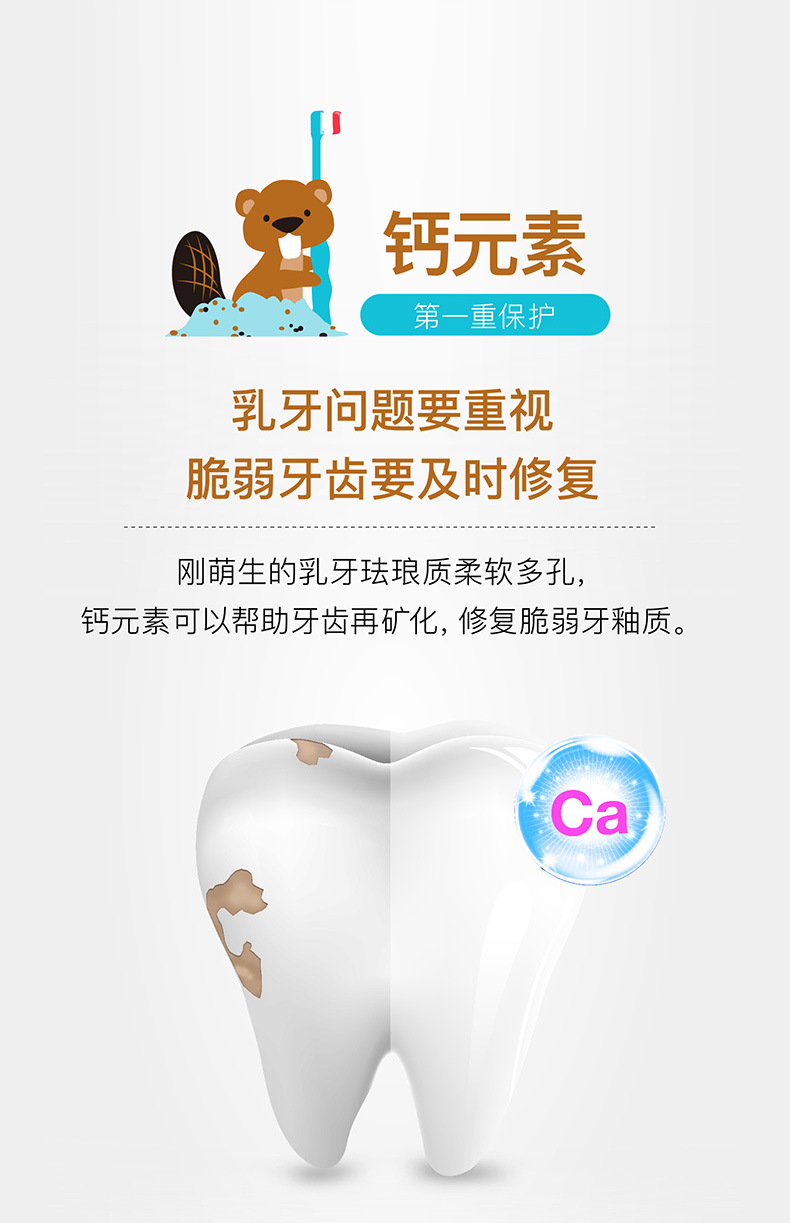 钙元素
第一重保护
乳牙问题要重视
脆弱牙齿要及时修复
刚萌生的乳牙珐琅质柔软多孔，
钙元素可以帮助牙齿再矿化，修复脆弱牙釉质。
Ca